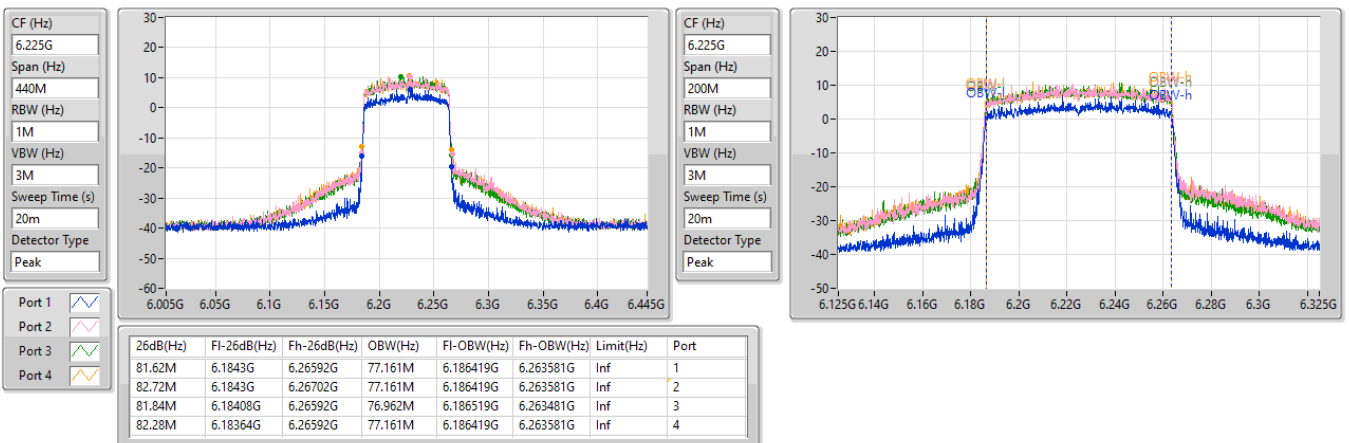 CF (Hz)
6.225G
Span (Hz)
440M
RBW (Hz)
1M
VBW (Hz)
3M
Sweep Time (s)
20m
Detector Type
Peak
30
20
10
0
-10
-20
-30
-40
-50
-60
6.005G 6.05G 6.1G 6.15G 6.2G 6.25G 6.3G 6.35G 6.4G 6.445G
CF (Hz)
6.225G
Span (Hz)
200M
RBW (Hz)
1M
VBW (Hz)
3M
Sweep Time (s)
20m
Detector Type
Peak
30
20
10
0
-10
-20
-30
-40
-50
OBW-l OBW-h
OBW-l OBW-h
6.125G 6.14G 6.16G 6.18G 6.2G 6.22G 6.24G 6.26G 6.28G 6.3G 6.325G
Port 1
Port 2
Port 3
Port 4
26dB(Hz) Fl-26dB(Hz) Fh-26dB(Hz) OBW(Hz) Fl-OBW(Hz) Fh-OBW(Hz) Limit(Hz) Port
81.62M 6.1843G 6.26592G 77.161M 6.186419G 6.263581G Inf 1
82.72M 6.1843G 6.26702G 77.161M 6.186419G 6.263581G Inf 2
81.84M 6.18408G 6.26592G 76.962M 6.186519G 6.263481G Inf 3
82.28M 6.18364G 6.26592G 77.161M 6.186419G 6.263581G Inf 4